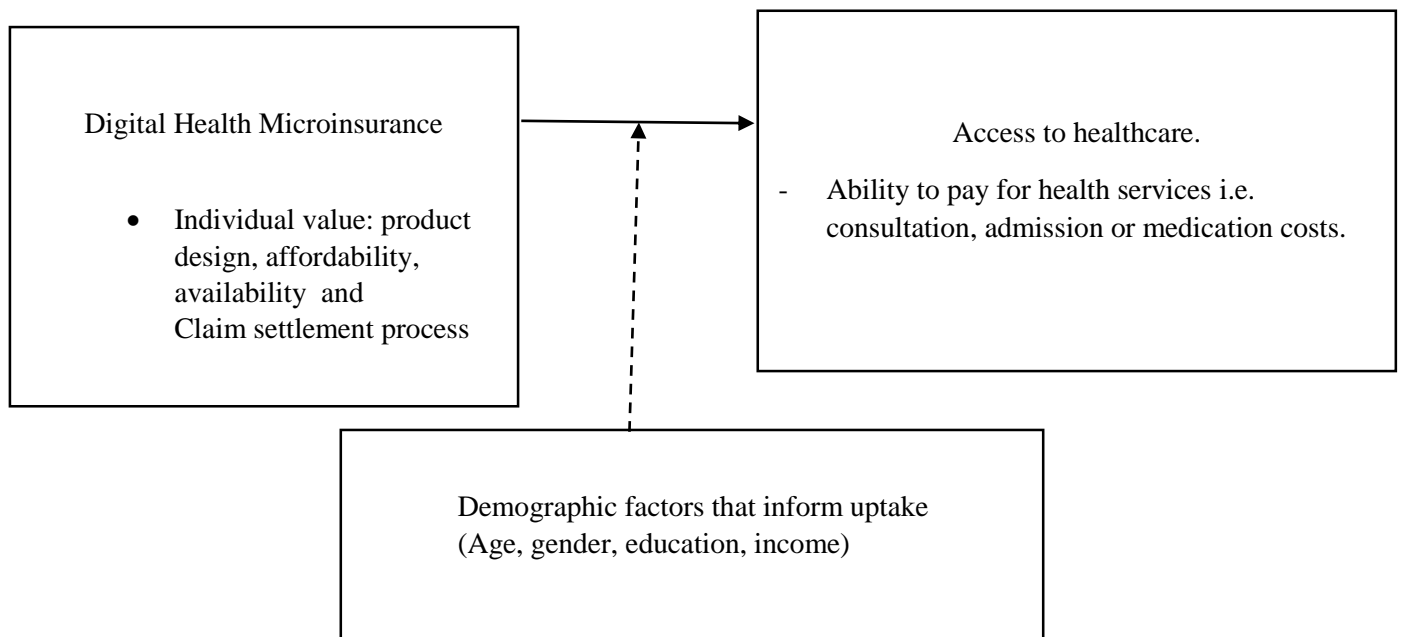 Digital Health Microinsurance
• Individual value: product
design, affordability,
availability and
Claim settlement process
Access to healthcare.
- Ability to pay for health services i.e.
consultation, admission or medication costs.
Demographic factors that inform uptake
(Age, gender, education, income)